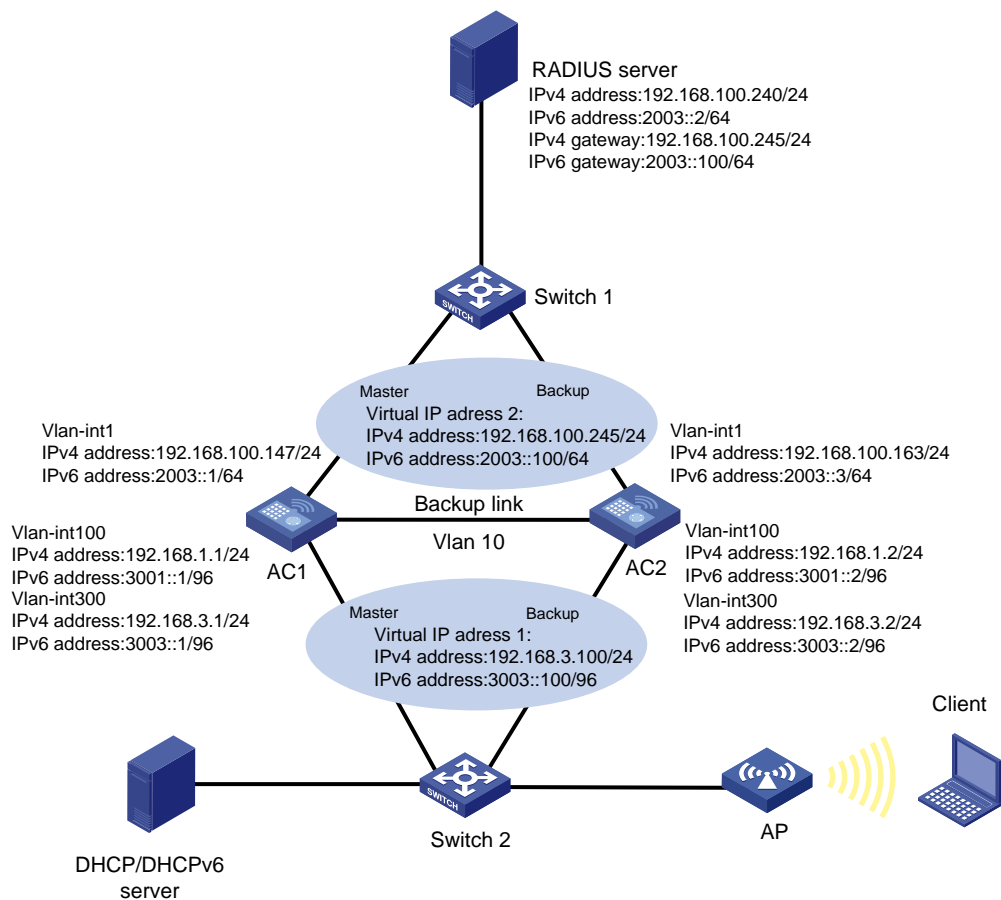 RADIUS server
IPv4 address:192.168.100.240/24
IPv6 address:2003::2/64
IPv4 gateway:192.168.100.245/24
IPv6 gateway:2003::100/64
SWITCH
Switch 1
Master
Backup
Virtual IP adress 2:
IPv4 address:192.168.100.245/24
IPv6 address:2003::100/64
Vlan-int1
IPv4 address:192.168.100.147/24
IPv6 address:2003::1/64
Vlan-int1
IPv4 address:192.168.100.163/24
IPv6 address:2003::3/64
Backup link
Vlan 10
AC1
AC2
Vlan-int100
IPv4 address:192.168.1.1/24
IPv6 address:3001::1/96
Vlan-int300
IPv4 address:192.168.3.1/24
IPv6 address:3003::1/96
Vlan-int100
IPv4 address:192.168.1.2/24
IPv6 address:3001::2/96
Vlan-int300
IPv4 address:192.168.3.2/24
IPv6 address:3003::2/96
Master
Backup
Virtual IP adress 1:
IPv4 address:192.168.3.100/24
IPv6 address:3003::100/96
Client
SWITCH
Switch 2
AP
DHCP/DHCPv6
server